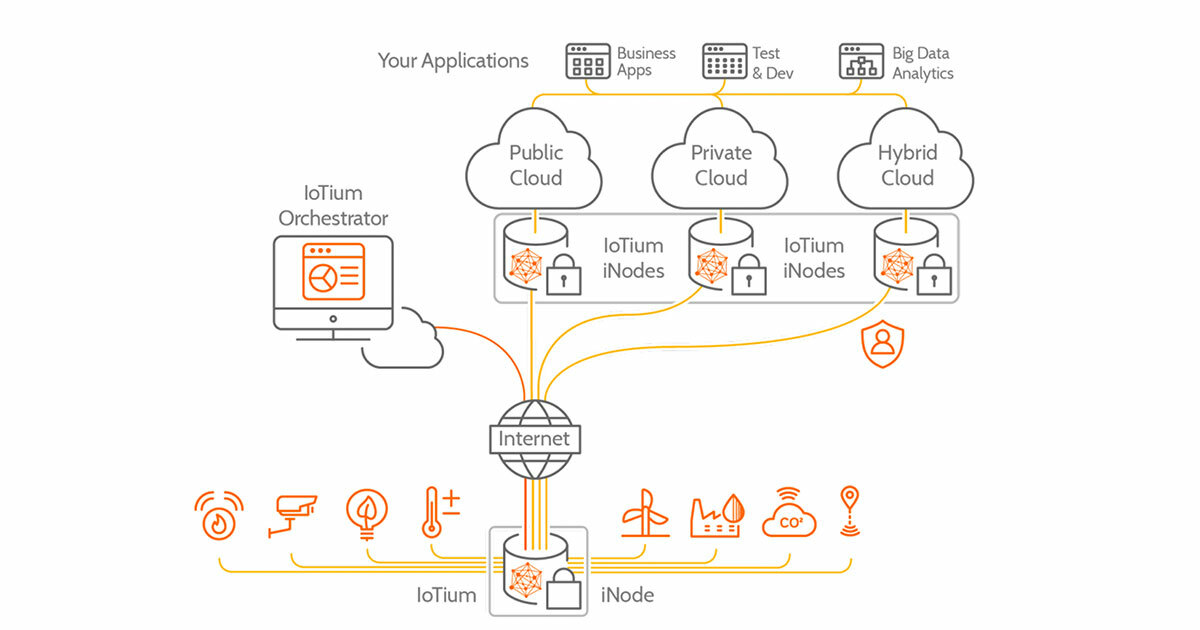 Your Applications
Business
Apps
Test
& Dev
Big Data
Analytics
Public
Cloud
Private
Cloud
Hybrid
Cloud
IoTium
Orchestrator
IoTium
iNodes
IoTium
iNodes
Internet
CO²
IoTium
iNode